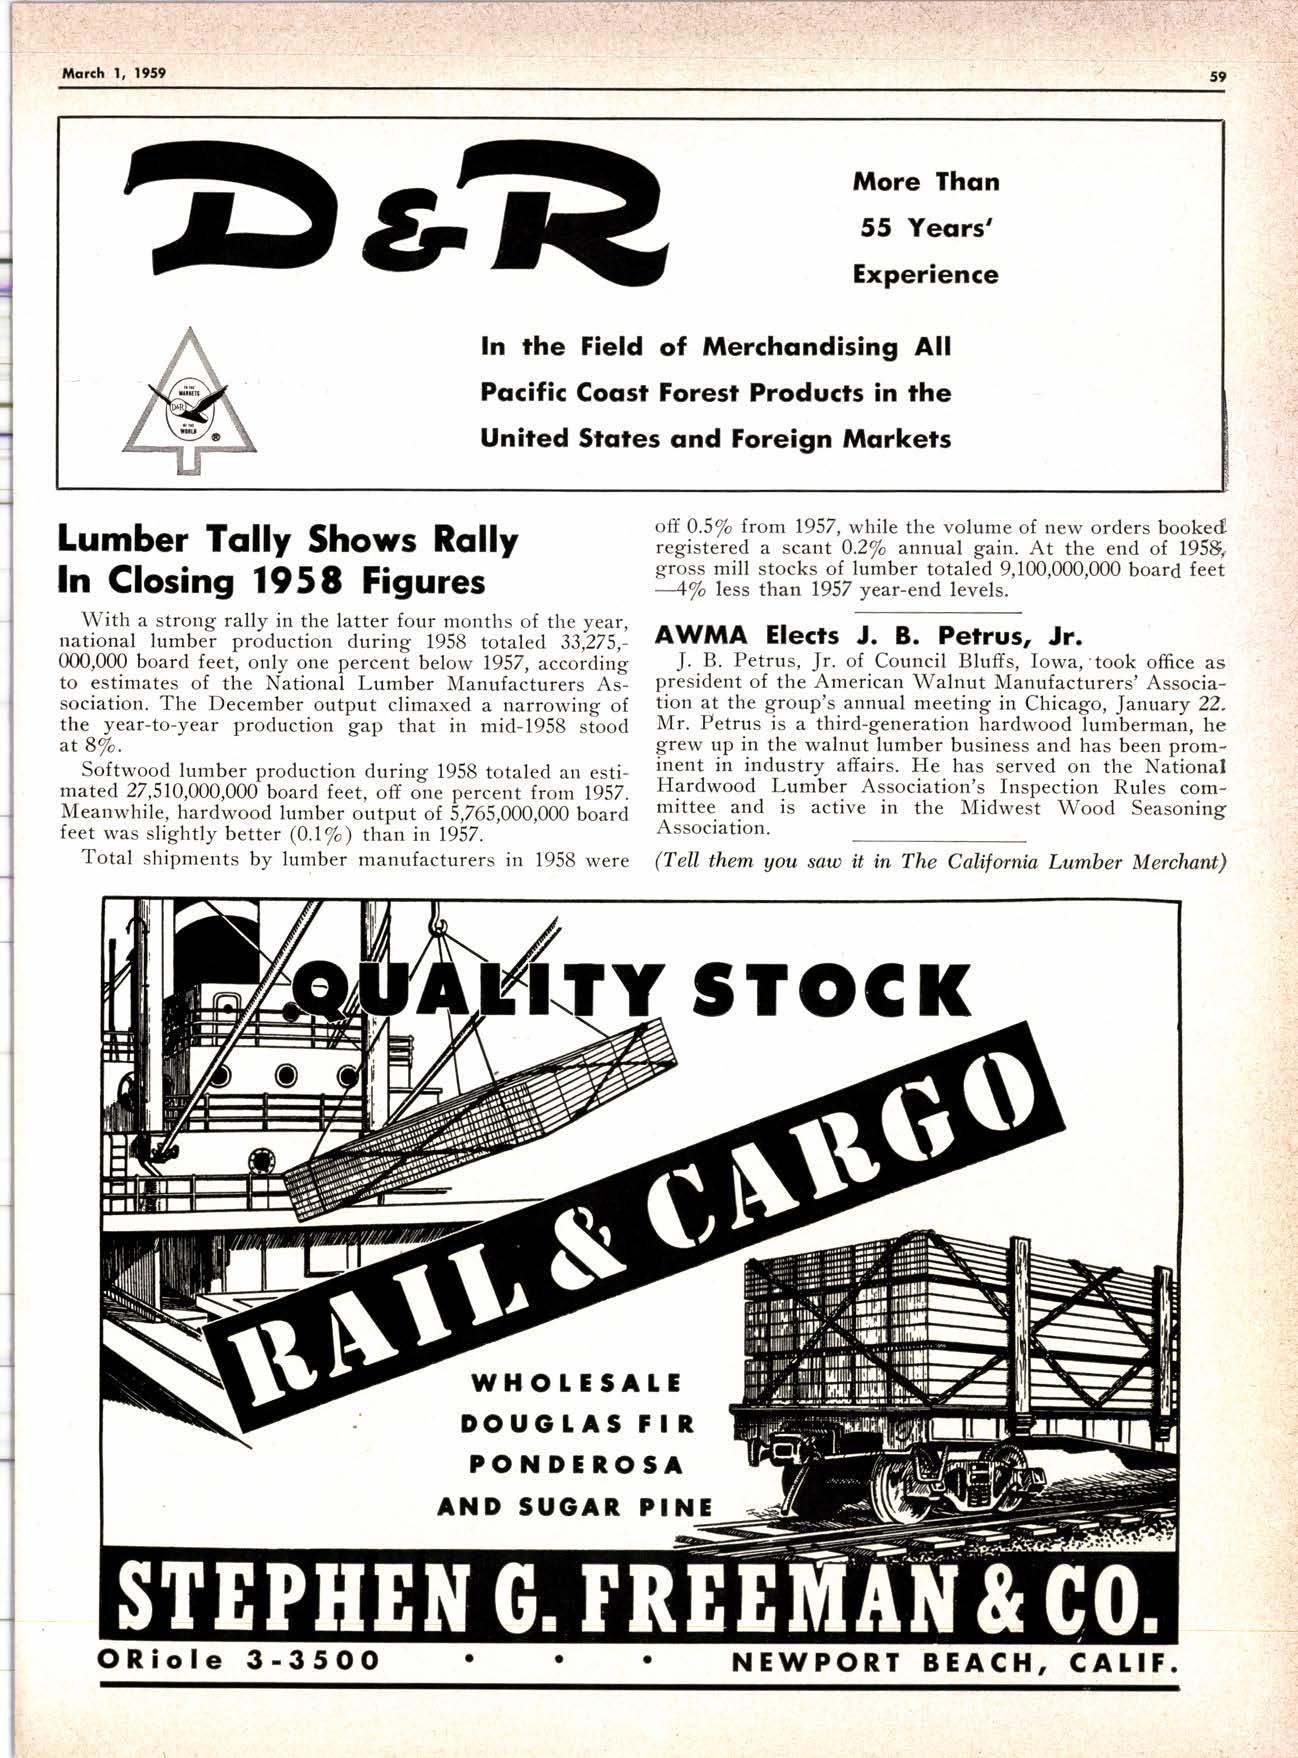 March 1, 1959
59
D & R
More Than
55 Years'
Experience
TO THE
MARKETS
D&R
OF THE
WORLD
®
In the Field of Merchandising All
Pacific Coast Forest Products in the
United States and Foreign Markets
Lumber Tally Shows Rally
In Closing 1958 Figures
With a strong rally in the latter four months of the year,
national lumber production during 1958 totaled 33,275,-
000,000 board feet, only one percent below 1957, according
to estimates of the National Lumber Manufacturers As-
sociation. The December output climaxed a narrowing of
the year-to-year production gap that in mid-1958 stood
at 8%.
Softwood lumber production during 1958 totaled an esti-
mated 27,510,000,000 board feet, off one percent from 1957.
Meanwhile, hardwood lumber output of 5,765,000,000 board
feet was slightly better (0.1%) than in 1957.
Total shipments by lumber manufacturers in 1958 were
off 0.5% from 1957, while the volume of new orders booked
registered a scant 0.2% annual gain. At the end of 1958,
gross mill stocks of lumber totaled 9,100,000,000 board feet
—4% less than 1957 year-end levels.
AWMA Elects J. B. Petrus, Jr.
J. B. Petrus, Jr. of Council Bluffs, Iowa, took office as
president of the American Walnut Manufacturers' Associa-
tion at the group's annual meeting in Chicago, January 22.
Mr. Petrus is a third-generation hardwood lumberman, he
grew up in the walnut lumber business and has been prom-
inent in industry affairs. He has served on the National
Hardwood Lumber Association's Inspection Rules com-
mittee and is active in the Midwest Wood Seasoning
Association.
(Tell them you saw it in The California Lumber Merchant)
QUALITY STOCK
RAIL & CARGO
WHOLESALE
DOUGLAS FIR
PONDEROSA
AND SUGAR PINE
STEPHEN G. FREEMAN & CO.
ORiole 3-3500 • • • NEWPORT BEACH, CALIF.